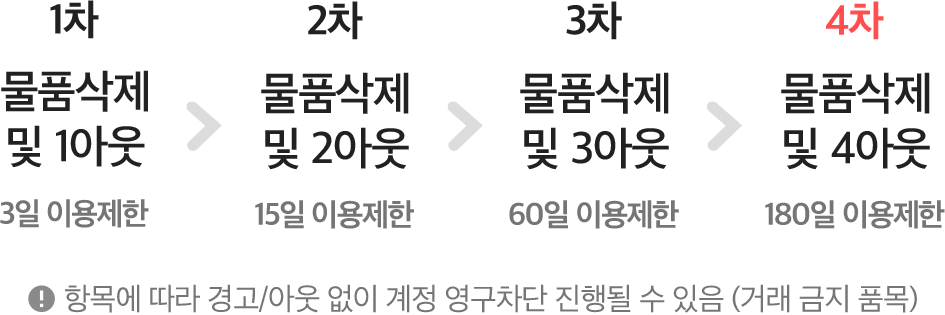 1차
물품삭제
및 1아웃
3일 이용제한
2차
물품삭제
및 2아웃
15일 이용제한
3차
물품삭제
및 3아웃
60일 이용제한
4차
물품삭제
및 4아웃
180일 이용제한
! 항목에 따라 경고/아웃 없이 계정 영구차단 진행될 수 있음 (거래 금지 품목)